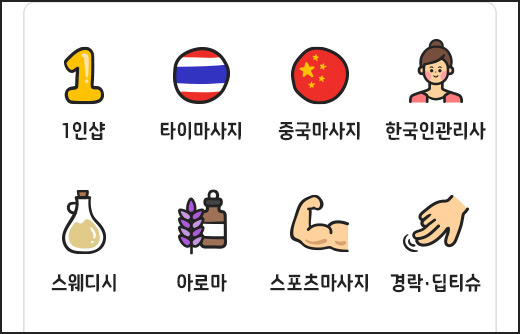 1인샵
타이마사지
중국마사지
한국인관리사
스웨디시
아로마
스포츠마사지
경락·딥티슈